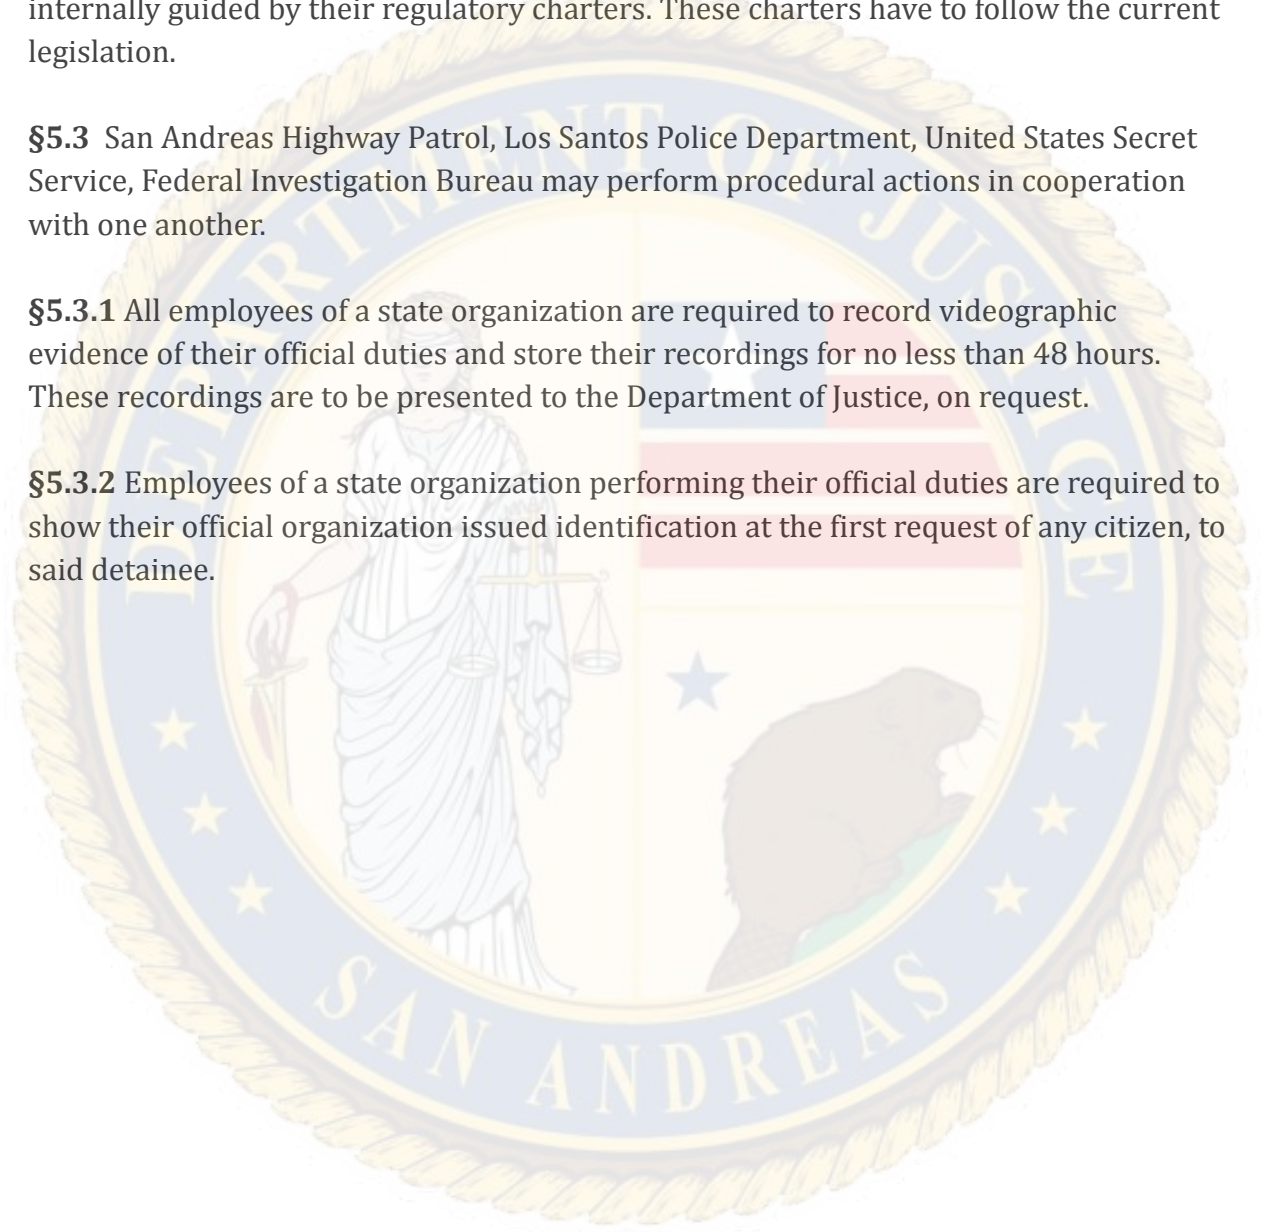 internally guided by their regulatory charters. These charters have to follow the current
legislation.
§5.3 San Andreas Highway Patrol, Los Santos Police Department, United States Secret
Service, Federal Investigation Bureau may perform procedural actions in cooperation
with one another.
§5.3.1 All employees of a state organization are required to record videographic
evidence of their official duties and store their recordings for no less than 48 hours.
These recordings are to be presented to the Department of Justice, on request.
§5.3.2 Employees of a state organization performing their official duties are required to
show their official organization issued identification at the first request of any citizen, to
said detainee.
DEPARTMENT OF JUSTICE
SAN ANDREAS